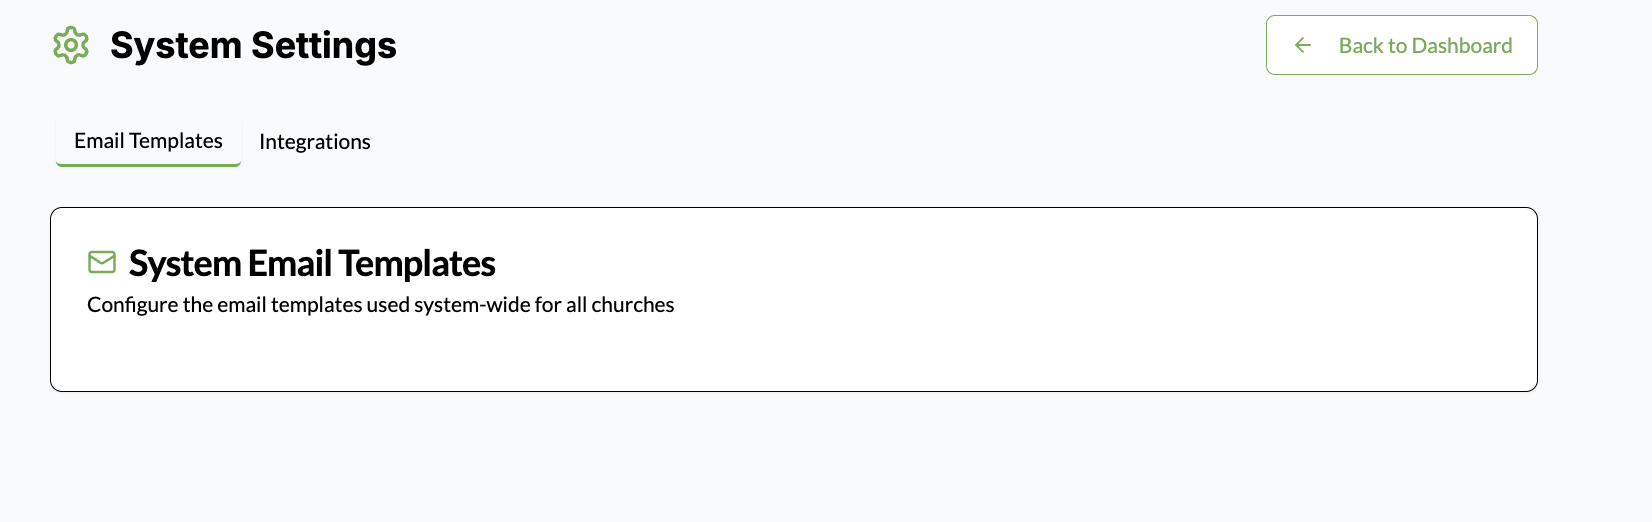 System Settings
Back to Dashboard
Email Templates
Integrations
System Email Templates
Configure the email templates used system-wide for all churches